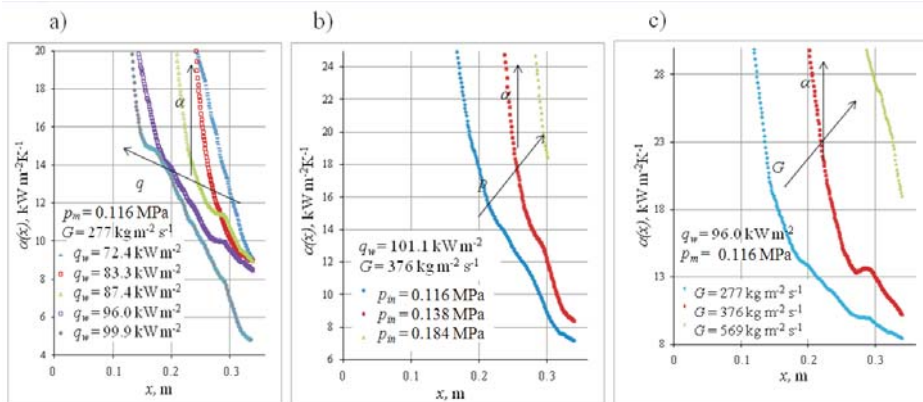 a)
20
18
16
14
12
10
8
6
4
α(x), kW m⁻²K⁻¹
α
q
p_m = 0.116 MPa
G = 277 kg m⁻² s⁻¹
q_w = 72.4 kW m⁻²
q_w = 83.3 kW m⁻²
q_w = 87.4 kW m⁻²
q_w = 96.0 kW m⁻²
q_w = 99.9 kW m⁻²
0 0.1 0.2 0.3
x, m
b)
24
22
20
18
16
14
12
10
8
6
α(x), kW m⁻²K⁻¹
α
p
q_w = 101.1 kW m⁻²
G = 376 kg m⁻² s⁻¹
p_in = 0.116 MPa
p_in = 0.138 MPa
p_in = 0.184 MPa
0 0.1 0.2 0.3
x, m
c)
28
23
18
13
8
α(x), kW m⁻²K⁻¹
α
G
q_w = 96.0 kW m⁻²
p_m = 0.116 MPa
G = 277 kg m⁻² s⁻¹
G = 376 kg m⁻² s⁻¹
G = 569 kg m⁻² s⁻¹
0 0.1 0.2 0.3
x, m